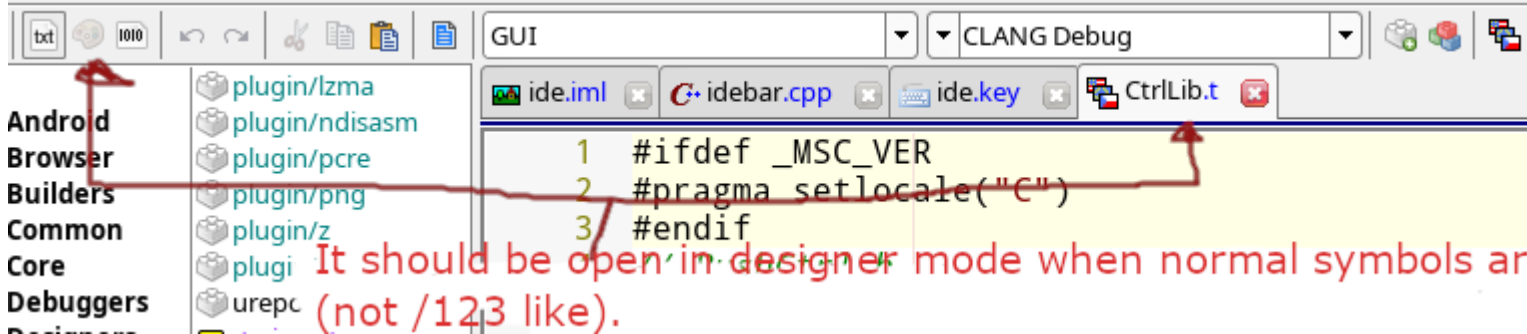 txt 1010 GUI CLANG Debug
plugin/lzma
ide.iml C++ idebar.cpp ide.key CtrlLib.t
Android
plugin/ndisasm
Browser
plugin/pcre
1 #ifdef _MSC_VER
Builders
plugin/png
2 #pragma setlocale("C")
Common
plugin/z
3 #endif
Core
plugi
It should be open in designer mode when normal symbols
Debuggers
(not /123 like).